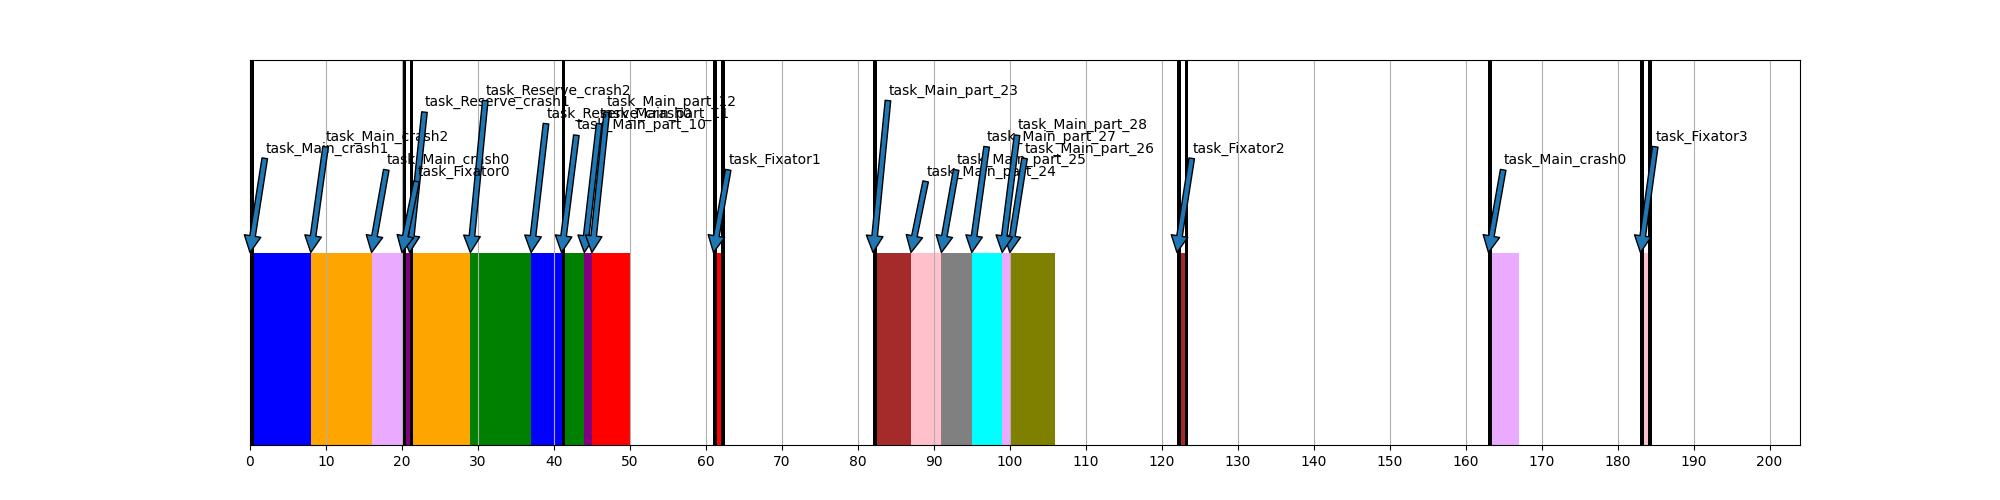 task_Reserve_crash2
task_Main_part_23
task_Reserve_crash1
task_Main_part_12
task_Reserve_crash0
task_Main_part_11
task_Main_part_10
task_Main_part_28
task_Main_crash2
task_Main_part_27
task_Fixator3
task_Main_crash1
task_Main_part_26
task_Fixator2
task_Main_crash0
task_Fixator1
task_Main_part_25
task_Main_crash0
task_Fixator0
task_Main_part_24
0 10 20 30 40 50 60 70 80 90 100 110 120 130 140 150 160 170 180 190 200